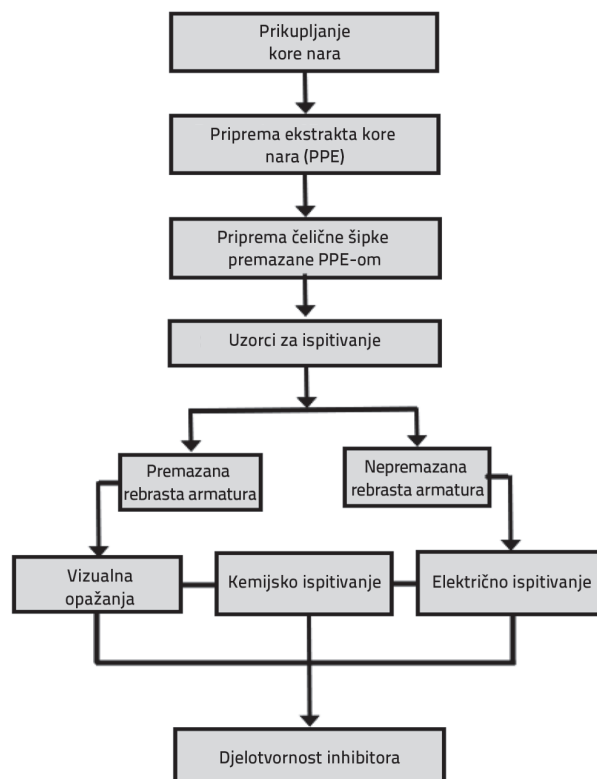 Prikupljanje
kore nara
Priprema ekstrakta kore
nara (PPE)
Priprema čelične šipke
premazane PPE-om
Uzorci za ispitivanje
Premazana
rebrasta armatura
Nepremazana
rebrasta armatura
Vizualna
opažanja
Kemijsko ispitivanje
Električno ispitivanje
Djelotvornost inhibitora